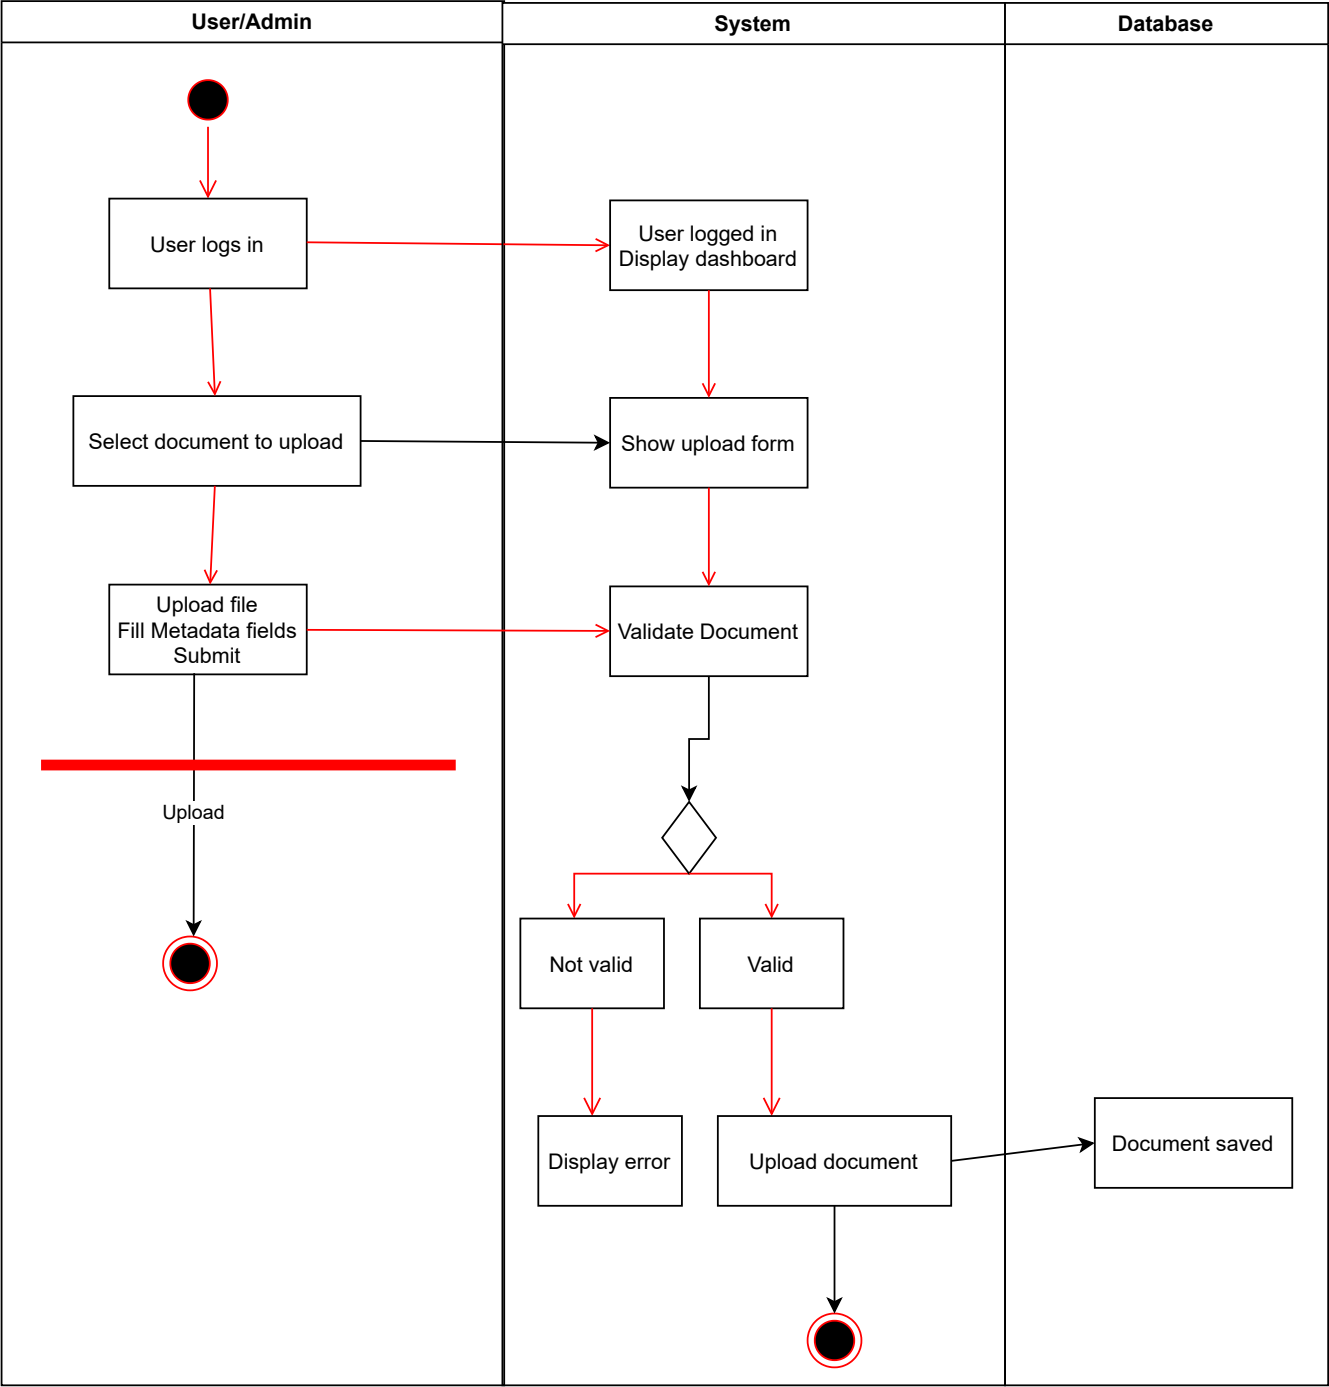 User/Admin
System
Database
User logs in
User logged in
Display dashboard
Select document to upload
Show upload form
Upload file
Fill Metadata fields
Submit
Validate Document
Upload
Not valid
Valid
Display error
Upload document
Document saved